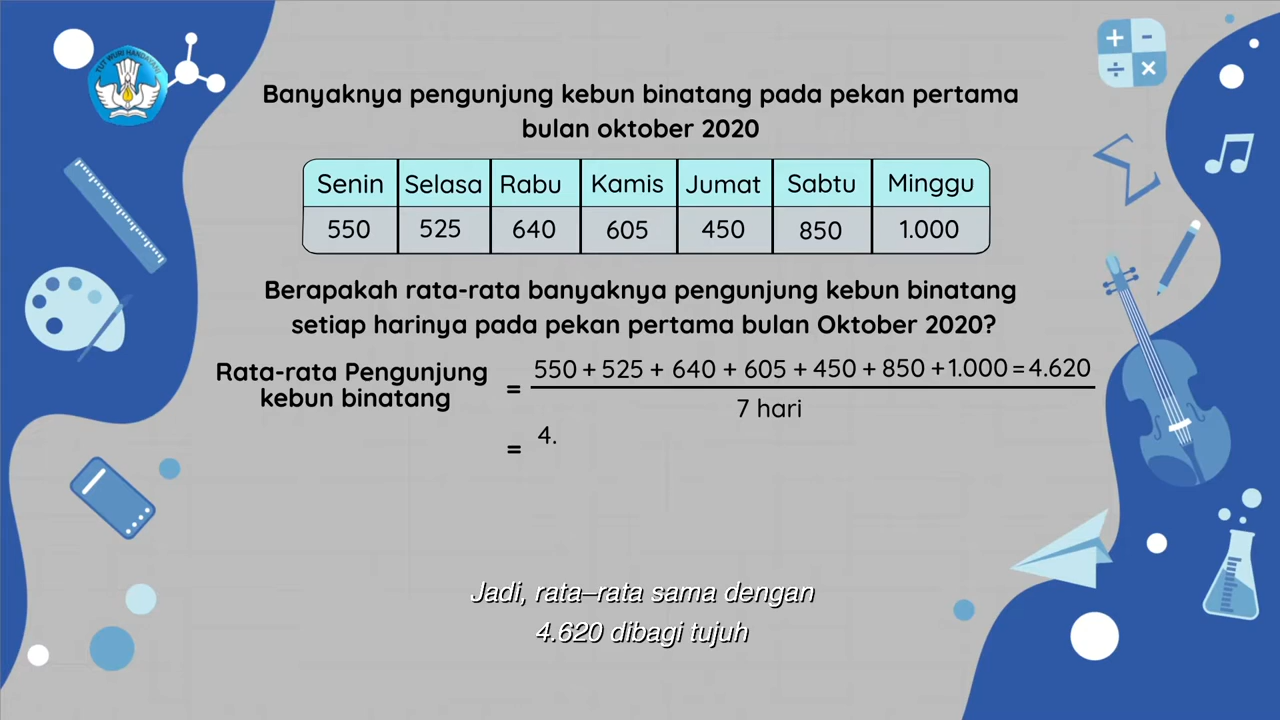 TUT WURI HANDAYANI
Banyaknya pengunjung kebun binatang pada pekan pertama
bulan oktober 2020
Senin Selasa Rabu Kamis Jumat Sabtu Minggu
550 525 640 605 450 850 1.000
Berapakah rata-rata banyaknya pengunjung kebun binatang
setiap harinya pada pekan pertama bulan Oktober 2020?
Rata-rata Pengunjung
kebun binatang
= 550 + 525 + 640 + 605 + 450 + 850 + 1.000 = 4.620
7 hari
= 4.
Jadi, rata–rata sama dengan
4.620 dibagi tujuh